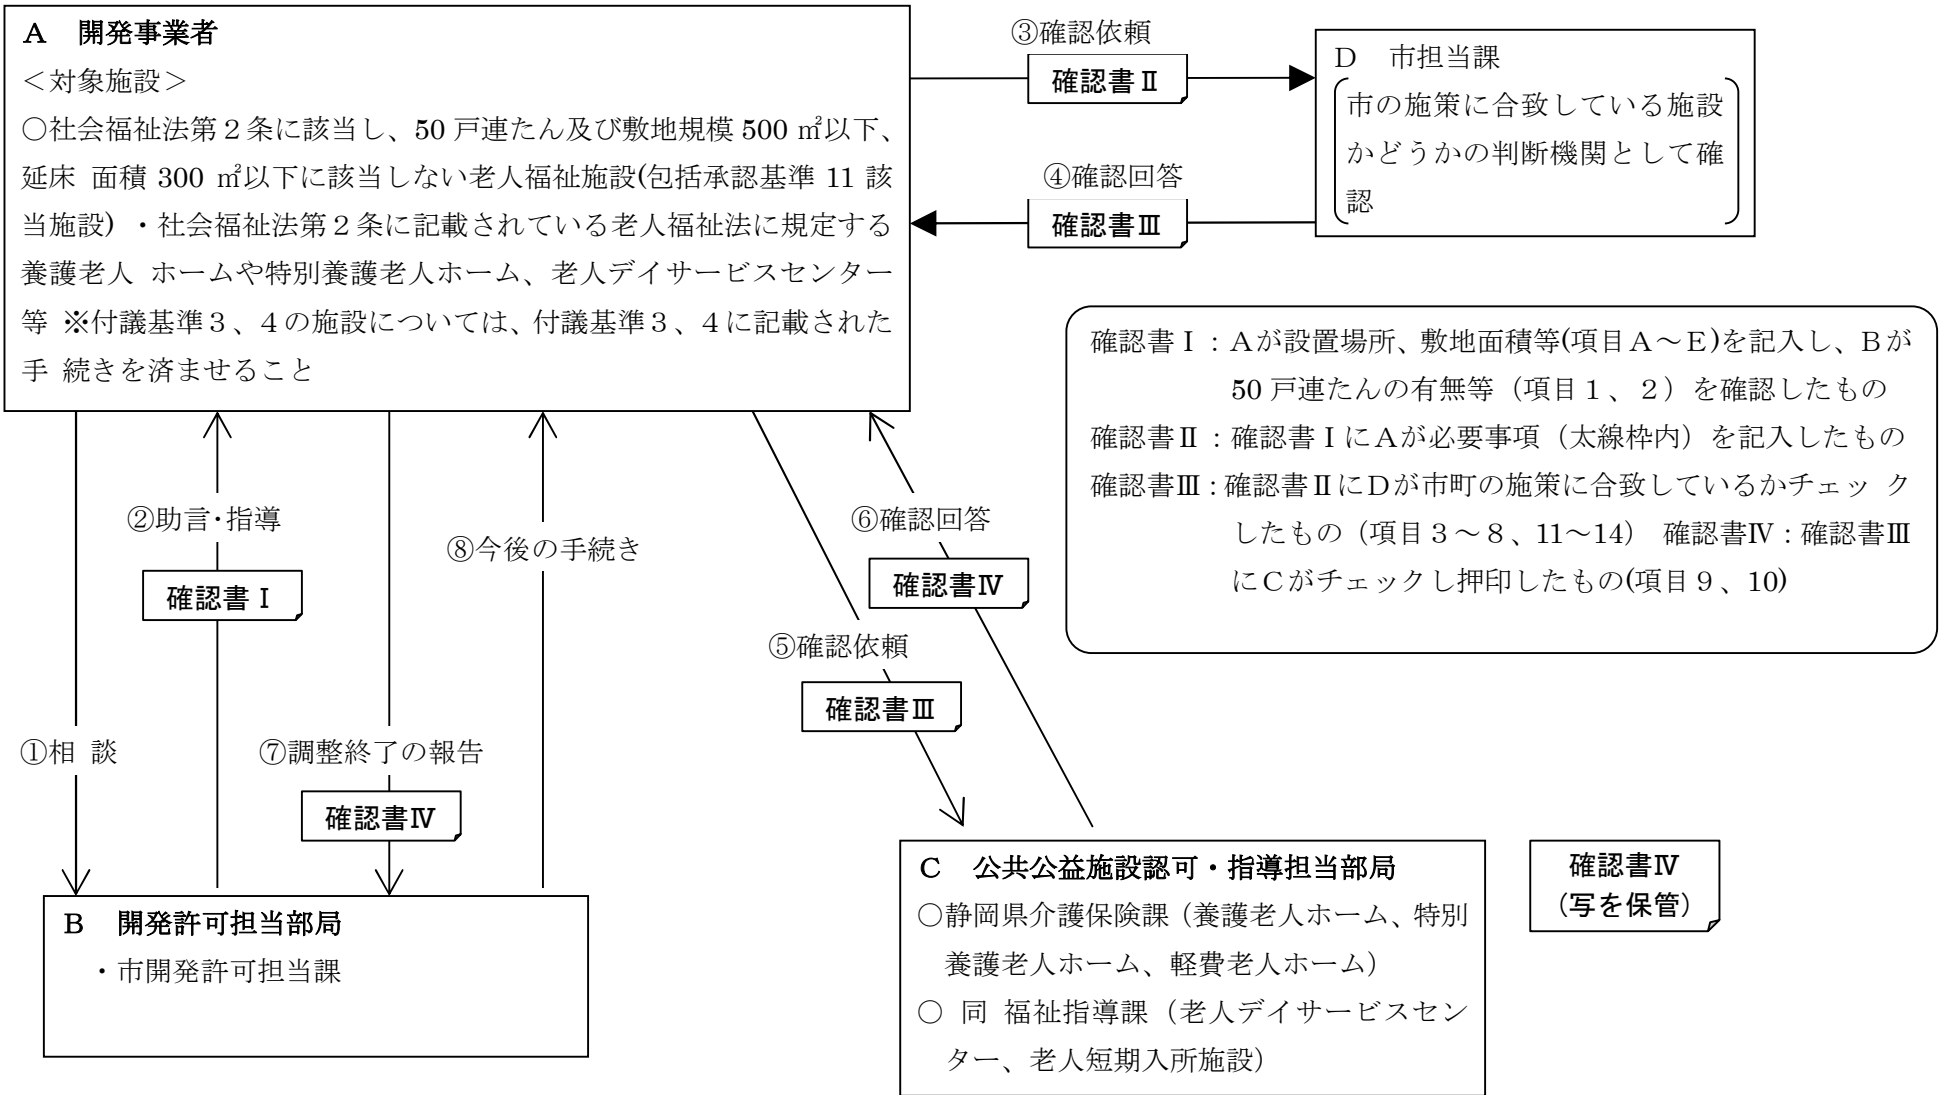 A 開発事業者
＜対象施設＞
○社会福祉法第２条に該当し、50 戸連たん及び敷地規模 500 ㎡以下、
延床 面積 300 ㎡以下に該当しない老人福祉施設(包括承認基準 11 該
当施設) ・社会福祉法第２条に記載されている老人福祉法に規定する
養護老人 ホームや特別養護老人ホーム、老人デイサービスセンター
等 ※付議基準３、４の施設については、付議基準３、４に記載された
手 続きを済ませること
③確認依頼
確認書Ⅱ
④確認回答
確認書Ⅲ
D 市担当課
市の施策に合致している施設
かどうかの判断機関として確
認
確認書Ⅰ：Aが設置場所、敷地面積等(項目Ａ～Ｅ)を記入し、Bが
50 戸連たんの有無等（項目１、２）を確認したもの
確認書Ⅱ：確認書ⅠにAが必要事項（太線枠内）を記入したもの
確認書Ⅲ：確認書ⅡにDが市町の施策に合致しているかチェッ ク
したもの（項目３～８、11～14） 確認書Ⅳ：確認書Ⅲ
にCがチェックし押印したもの(項目９、10)
②助言･指導
確認書Ⅰ
⑧今後の手続き
⑥確認回答
確認書Ⅳ
⑤確認依頼
確認書Ⅲ
①相 談
⑦調整終了の報告
確認書Ⅳ
B 開発許可担当部局
・市開発許可担当課
C 公共公益施設認可・指導担当部局
○静岡県介護保険課（養護老人ホーム、特別
養護老人ホーム、軽費老人ホーム）
○ 同 福祉指導課（老人デイサービスセン
ター、老人短期入所施設）
確認書Ⅳ
（写を保管）